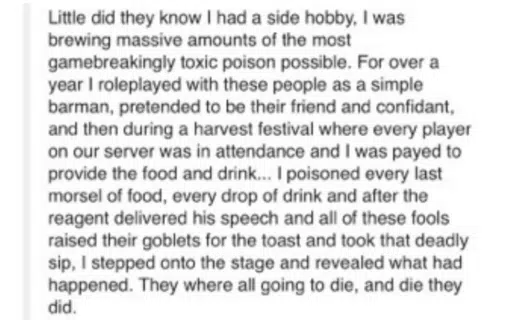 Little did they know I had a side hobby, I was
brewing massive amounts of the most
gamebreakingly toxic poison possible. For over a
year I roleplayed with these people as a simple
barman, pretended to be their friend and confidant,
and then during a harvest festival where every player
on our server was in attendance and I was payed to
provide the food and drink... I poisoned every last
morsel of food, every drop of drink and after the
reagent delivered his speech and all of these fools
raised their goblets for the toast and took that deadly
sip, I stepped onto the stage and revealed what had
happened. They where all going to die, and die they
did.